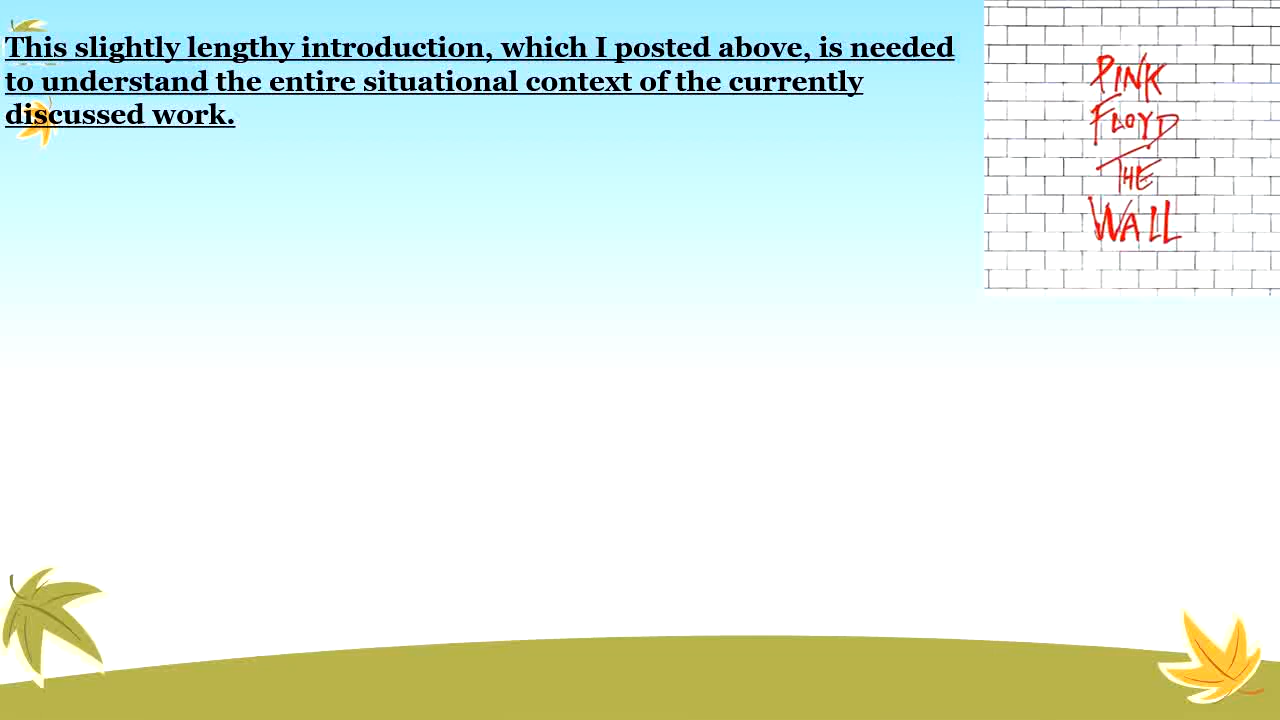 This slightly lengthy introduction, which I posted above, is needed
to understand the entire situational context of the currently
discussed work.
PINK
FLOYD
THE
WALL